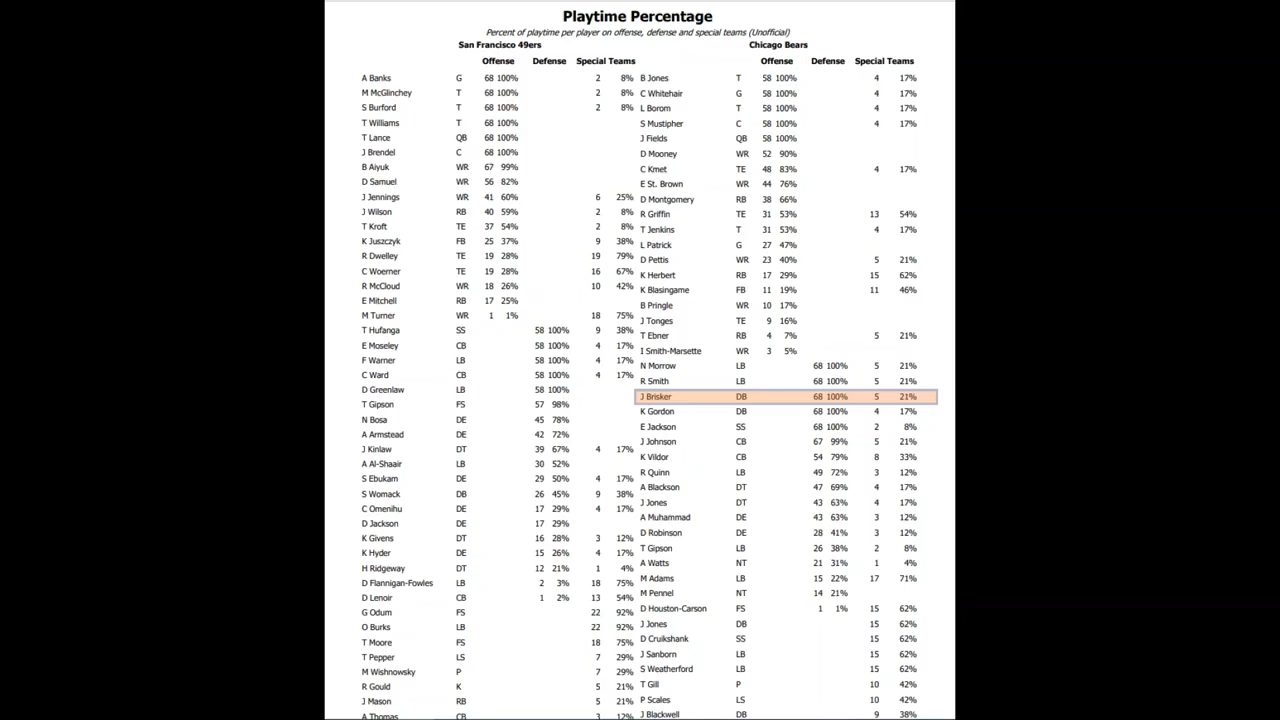 Playtime Percentage
Percent of playtime per player on offense, defense and special teams (Unofficial)
San Francisco 49ers
Offense Defense Special Teams
A Banks G 68 100% 2 8%
M McGlinchey T 68 100% 2 8%
S Burford T 68 100% 2 8%
T Williams T 68 100%
T Lance QB 68 100%
J Brendel C 68 100%
B Aiyuk WR 67 99%
D Samuel WR 56 82%
J Jennings WR 41 60% 6 25%
J Wilson RB 40 59% 2 8%
T Kroft TE 37 54% 2 8%
K Juszczyk FB 25 37% 9 38%
R Dwelley TE 19 28% 19 79%
C Woerner TE 19 28% 16 67%
R McCloud WR 18 26% 10 42%
E Mitchell RB 17 25%
M Turner WR 1 1% 18 75%
T Hufanga SS 58 100% 9 38%
E Moseley CB 58 100% 4 17%
F Warner LB 58 100% 4 17%
C Ward CB 58 100% 4 17%
D Greenlaw LB 58 100%
T Gipson FS 57 98%
N Bosa DE 45 78%
A Armstead DE 42 72%
J Kinlaw DT 39 67% 4 17%
A Al-Shaair LB 30 52%
S Ebukam DE 29 50% 4 17%
S Womack DB 26 45% 9 38%
C Omenihu DE 17 29% 4 17%
D Jackson DE 17 29%
K Givens DT 16 28% 3 12%
K Hyder DE 15 26% 4 17%
H Ridgeway DT 12 21% 1 4%
D Flannigan-Fowles LB 2 3% 18 75%
D Lenoir CB 1 2% 13 54%
G Odum FS 22 92%
O Burks LB 22 92%
T Moore FS 18 75%
T Pepper LS 7 29%
M Wishnowsky P 7 29%
R Gould K 5 21%
J Mason RB 5 21%
A Thomas CB 3 12%
Chicago Bears
Offense Defense Special Teams
B Jones T 58 100% 4 17%
C Whitehair G 58 100% 4 17%
L Borom T 58 100% 4 17%
S Mustipher C 58 100% 4 17%
J Fields QB 58 100%
D Mooney WR 52 90%
C Kmet TE 48 83% 4 17%
E St. Brown WR 44 76%
D Montgomery RB 38 66%
R Griffin TE 31 53% 13 54%
T Jenkins T 31 53% 4 17%
L Patrick G 27 47%
D Pettis WR 23 40% 5 21%
K Herbert RB 17 29% 15 62%
K Blasingame FB 11 19% 11 46%
B Pringle WR 10 17%
J Tonges TE 9 16%
T Ebner RB 4 7% 5 21%
I Smith-Marsette WR 3 5%
N Morrow LB 68 100% 5 21%
R Smith LB 68 100% 5 21%
J Brisker DB 68 100% 5 21%
K Gordon DB 68 100% 4 17%
E Jackson SS 68 100% 2 8%
J Johnson CB 67 99% 5 21%
K Vildor CB 54 79% 8 33%
R Quinn LB 49 72% 3 12%
A Blackson DT 47 69% 4 17%
J Jones DT 43 63% 4 17%
A Muhammad DE 43 63% 3 12%
D Robinson DE 28 41% 3 12%
T Gipson LB 26 38% 2 8%
A Watts NT 21 31% 1 4%
M Adams LB 15 22% 17 71%
M Pennel NT 14 21%
D Houston-Carson FS 1 1% 15 62%
J Jones DB 15 62%
D Cruikshank SS 15 62%
J Sanborn LB 15 62%
S Weatherford LB 15 62%
T Gill P 10 42%
P Scales LS 10 42%
J Blackwell DB 9 38%